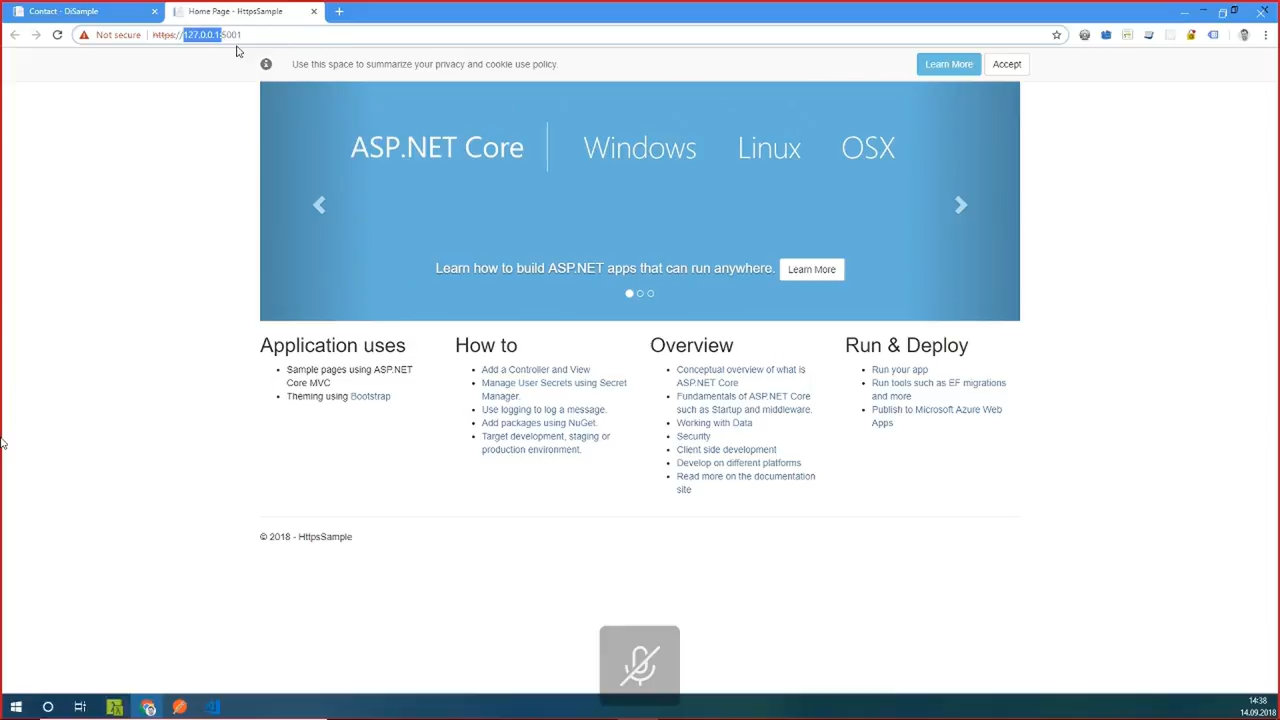 Contact - DiSample
Home Page - HttpsSample
Not secure
https://127.0.0.1:5001
Use this space to summarize your privacy and cookie use policy.
Learn More
Accept
ASP.NET Core
Windows
Linux
OSX
Learn how to build ASP.NET apps that can run anywhere.
Learn More
Application uses
Sample pages using ASP.NET
Core MVC
Theming using Bootstrap
How to
Add a Controller and View
Manage User Secrets using Secret
Manager.
Use logging to log a message.
Add packages using NuGet.
Target development, staging or
production environment.
Overview
Conceptual overview of what is
ASP.NET Core
Fundamentals of ASP.NET Core
such as Startup and middleware.
Working with Data
Security
Client side development
Develop on different platforms
Read more on the documentation
site
Run & Deploy
Run your app
Run tools such as EF migrations
and more
Publish to Microsoft Azure Web
Apps
© 2018 - HttpsSample
14:38
14.09.2018